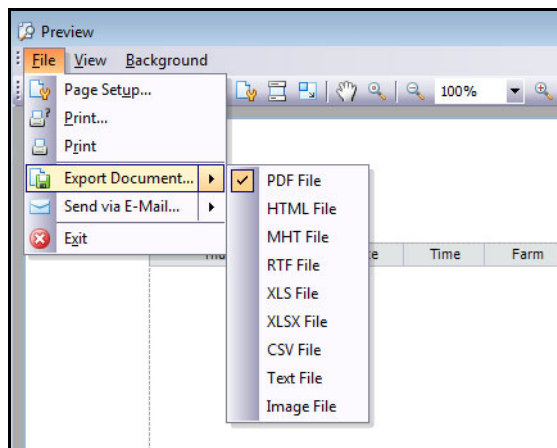 Preview
File View Background
Page Setup...
100%
Print...
Print
Export Document...
PDF File
Send via E-Mail...
HTML File
Exit
MHT File
Time Farm
RTF File
XLS File
XLSX File
CSV File
Text File
Image File